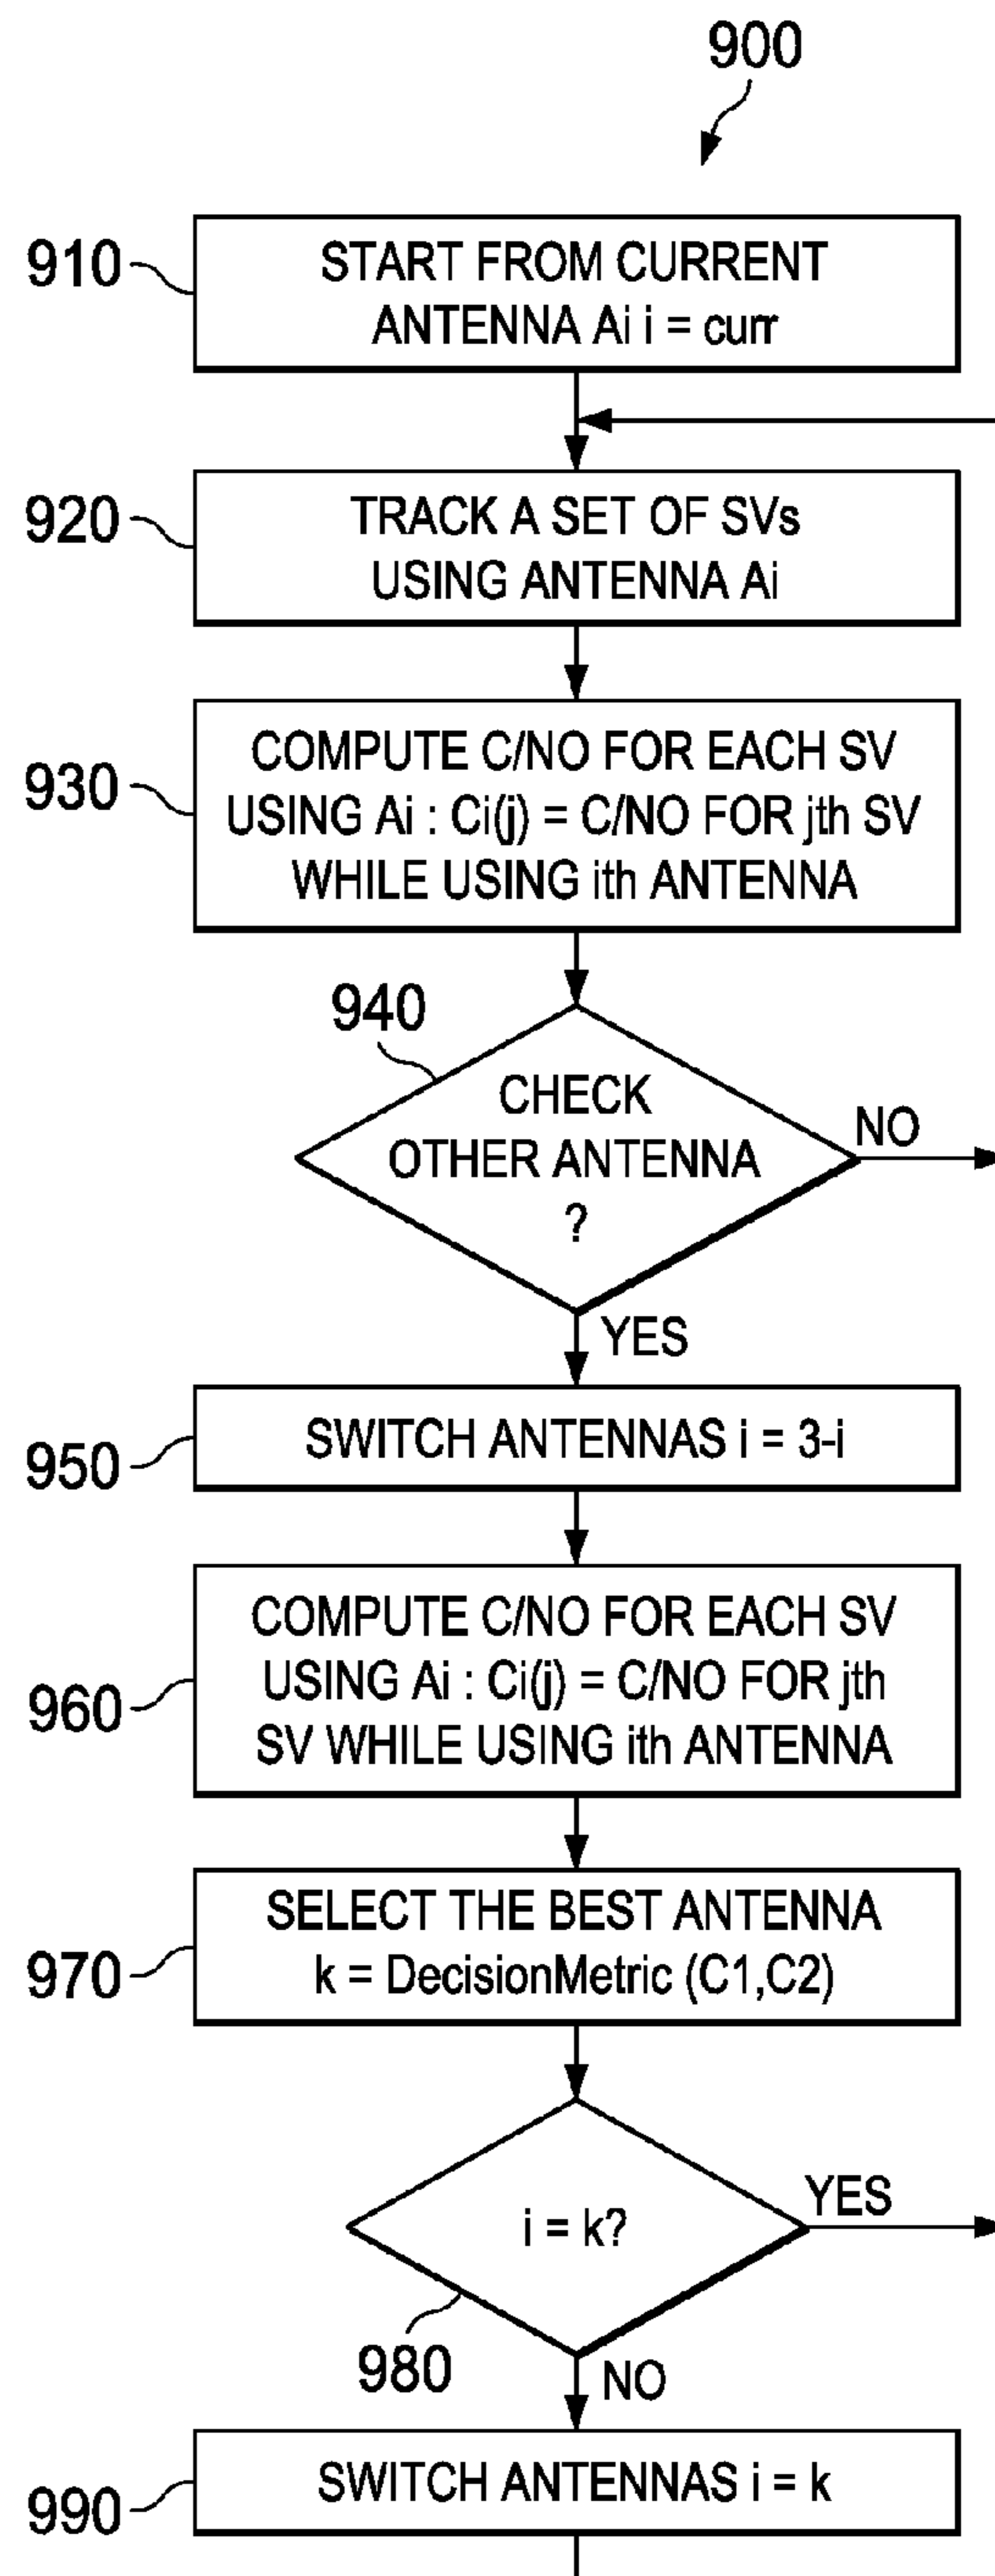 900
910
START FROM CURRENT
ANTENNA Ai i = curr
920
TRACK A SET OF SVs
USING ANTENNA Ai
930
COMPUTE C/NO FOR EACH SV
USING Ai : Ci(j) = C/NO FOR jth SV
WHILE USING ith ANTENNA
940
CHECK
OTHER ANTENNA
?
NO
YES
950
SWITCH ANTENNAS i = 3-i
960
COMPUTE C/NO FOR EACH SV
USING Ai : Ci(j) = C/NO FOR jth
SV WHILE USING ith ANTENNA
970
SELECT THE BEST ANTENNA
k = DecisionMetric (C1,C2)
i = k?
YES
980
NO
990
SWITCH ANTENNAS i = k